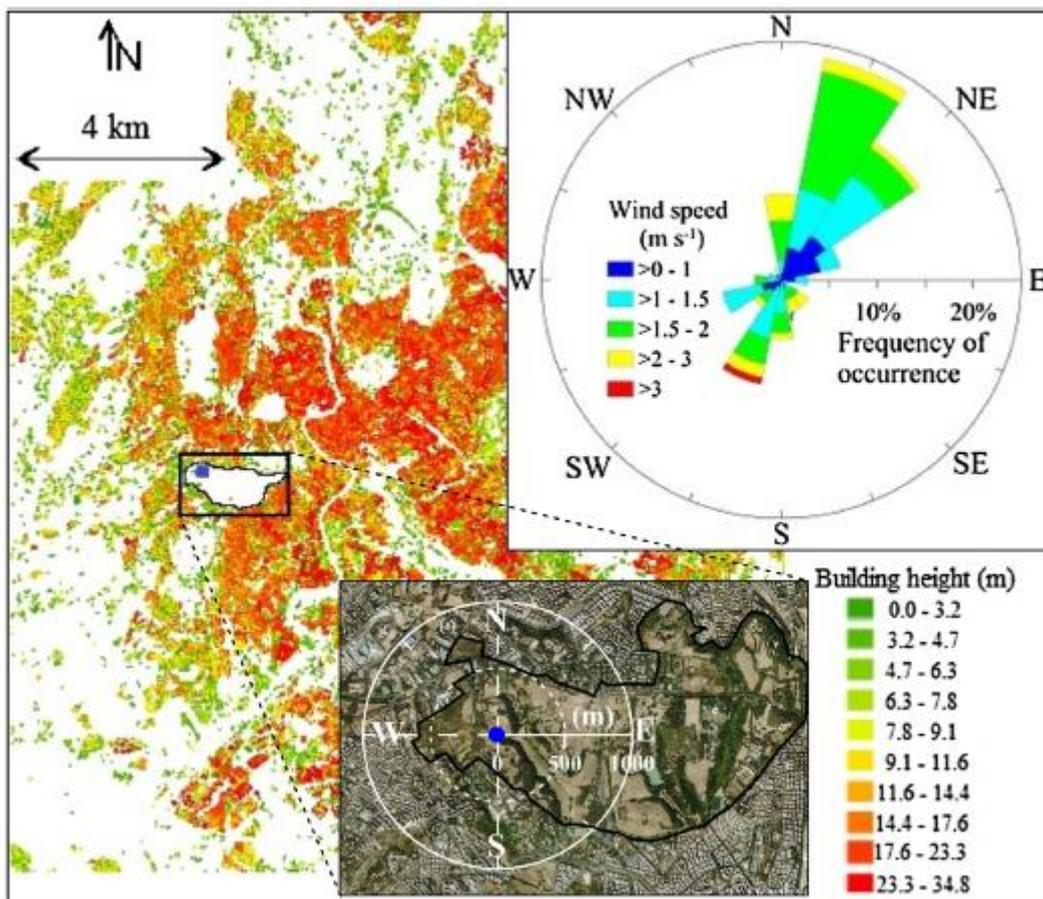 N
4 km
N
NW
NE
W
E
SW
SE
S
Wind speed
(m s⁻¹)
>0 - 1
>1 - 1.5
>1.5 - 2
>2 - 3
>3
10%
20%
Frequency of
occurrence
N
W
E
S
(m)
0
500
1000
Building height (m)
0.0 - 3.2
3.2 - 4.7
4.7 - 6.3
6.3 - 7.8
7.8 - 9.1
9.1 - 11.6
11.6 - 14.4
14.4 - 17.6
17.6 - 23.3
23.3 - 34.8